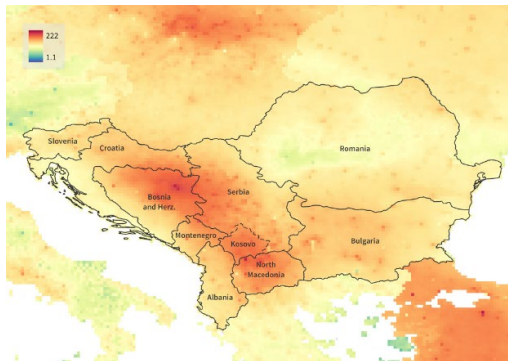 222
1.1
Slovenia
Croatia
Romania
Bosnia
and Herz.
Serbia
Montenegro
Kosovo
Bulgaria
North
Macedonia
Albania